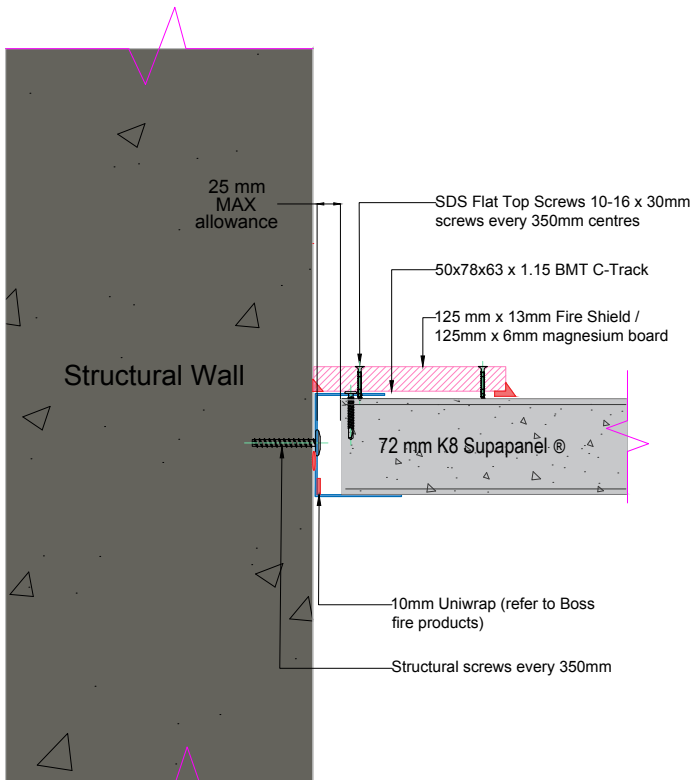 25 mm
MAX
allowance
SDS Flat Top Screws 10-16 x 30mm
screws every 350mm centres
50x78x63 x 1.15 BMT C-Track
125 mm x 13mm Fire Shield /
125mm x 6mm magnesium board
Structural Wall
72 mm K8 Supapanel ®
10mm Uniwrap (refer to Boss
fire products)
Structural screws every 350mm